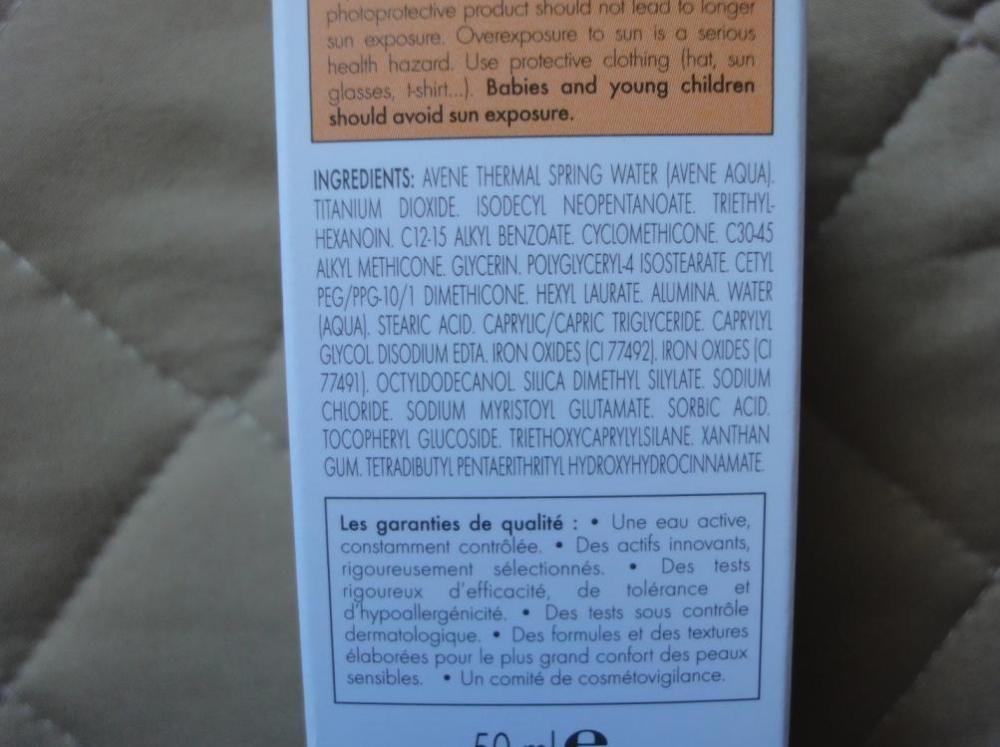 photoprotective product should not lead to longer
sun exposure. Overexposure to sun is a serious
health hazard. Use protective clothing (hat, sun
glasses, t-shirt...). Babies and young children
should avoid sun exposure.
INGREDIENTS: AVENE THERMAL SPRING WATER (AVENE AQUA).
TITANIUM DIOXIDE. ISODECYL NEOPENTANOATE. TRIETHYL-
HEXANOIN. C12-15 ALKYL BENZOATE. CYCLOMETHICONE. C30-45
ALKYL METHICONE. GLYCERIN. POLYGLYCERYL-4 ISOSTEARATE. CETYL
PEG/PPG-10/1 DIMETHICONE. HEXYL LAURATE. ALUMINA. WATER
(AQUA). STEARIC ACID. CAPRYLIC/CAPRIC TRIGLYCERIDE. CAPRYLYL
GLYCOL. DISODIUM EDTA. IRON OXIDES (CI 77492). IRON OXIDES (CI
77491). OCTYLDODECANOL. SILICA DIMETHYL SILYLATE. SODIUM
CHLORIDE. SODIUM MYRISTOYL GLUTAMATE. SORBIC ACID.
TOCOPHERYL GLUCOSIDE. TRIETHOXYCAPRYLYLSILANE. XANTHAN
GUM. TETRADIBUTYL PENTAERITHRITYL HYDROXYHYDROCINNAMATE.
Les garanties de qualité : • Une eau active,
constamment contrôlée. • Des actifs innovants,
rigoureusement sélectionnés. • Des tests
rigoureux d'efficacité, de tolérance et
d'hypoallergénicité. • Des tests sous contrôle
dermatologique. • Des formules et des textures
élaborées pour le plus grand confort des peaux
sensibles. • Un comité de cosmétovigilance.
50 ml e